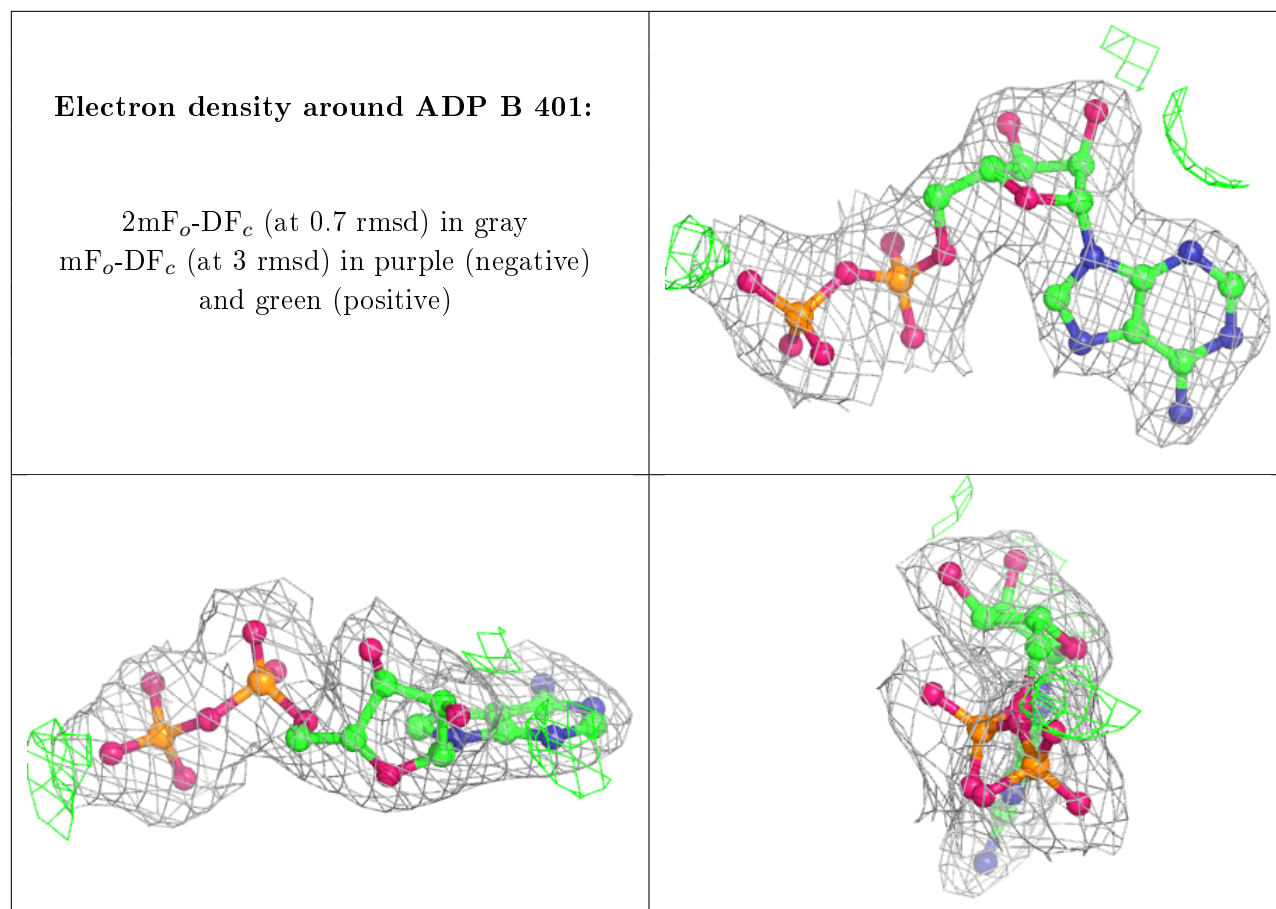 Electron density around ADP B 401:
2mFₒ-DF𝒸 (at 0.7 rmsd) in gray
mFₒ-DF𝒸 (at 3 rmsd) in purple (negative)
and green (positive)